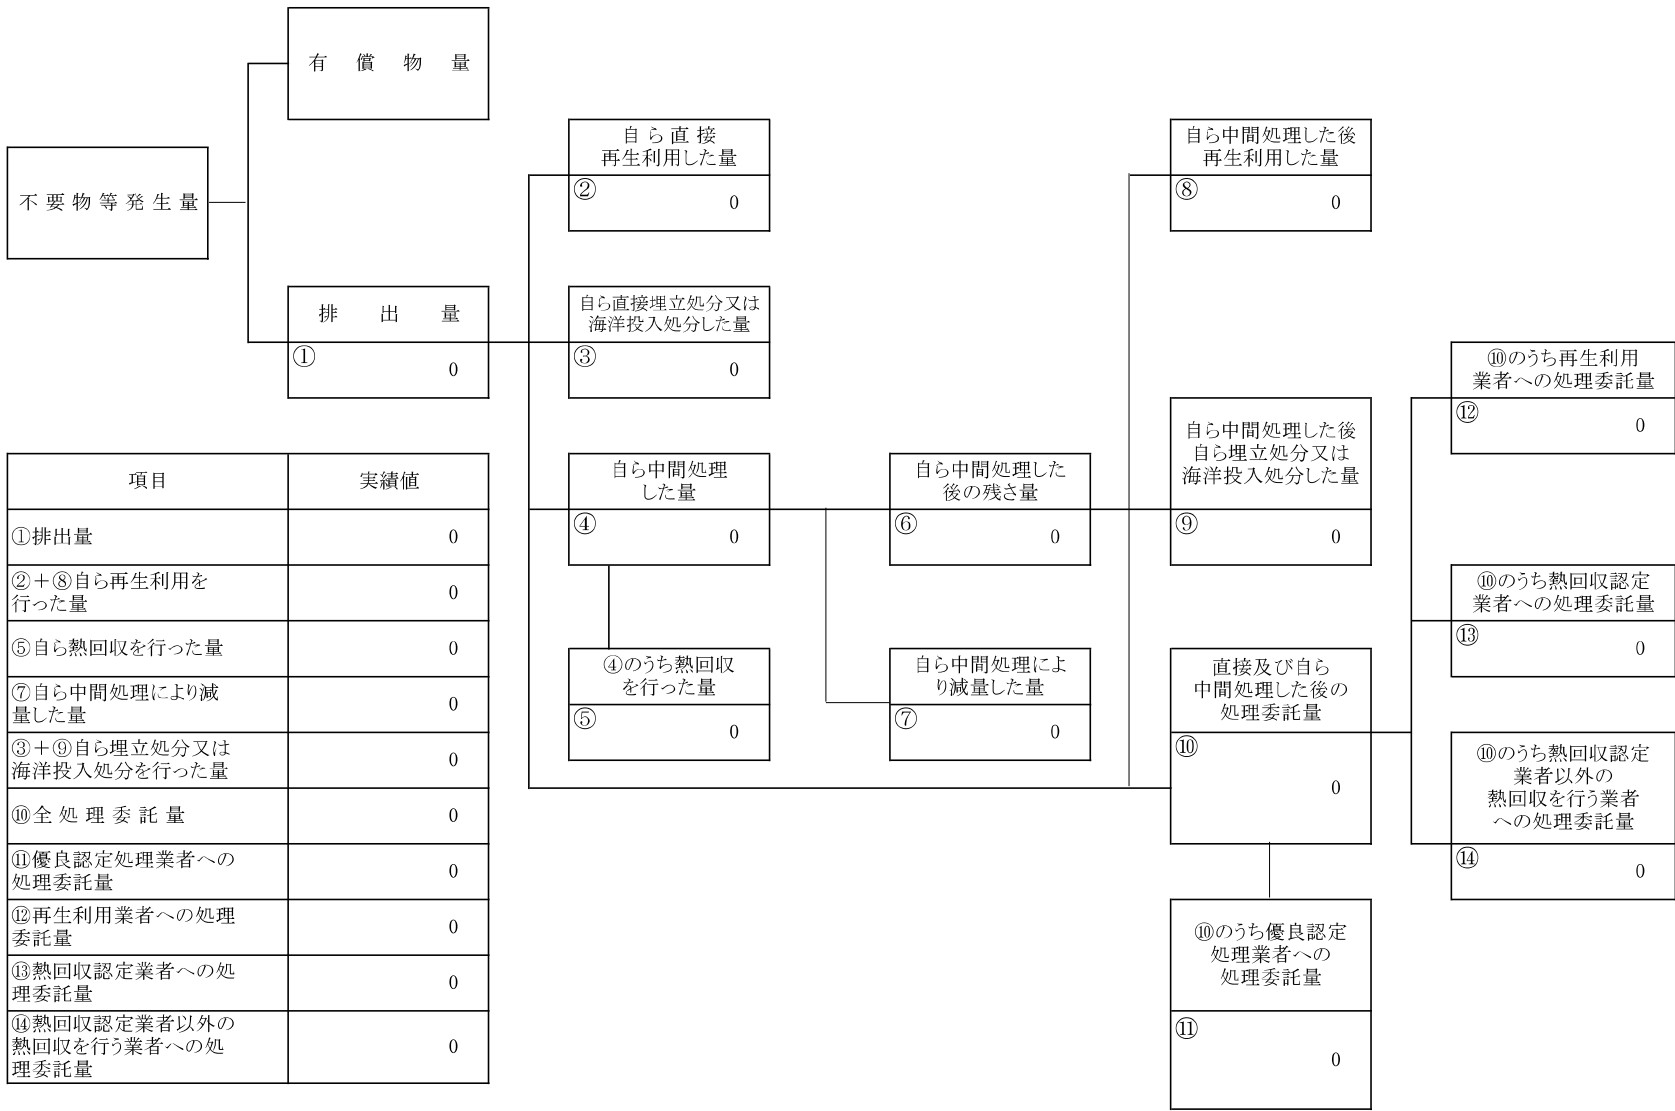 有償物量
不要物等発生量
排出量
①
0
自ら直接
再生利用した量
②
0
自ら直接埋立処分又は
海洋投入処分した量
③
0
自ら中間処理
した量
④
0
④のうち熱回収
を行った量
⑤
0
自ら中間処理した
後の残さ量
⑥
0
自ら中間処理によ
り減量した量
⑦
0
自ら中間処理した後
再生利用した量
⑧
0
自ら中間処理した後
自ら埋立処分又は
海洋投入処分した量
⑨
0
直接及び自ら
中間処理した後の
処理委託量
⑩
0
⑩のうち優良認定
処理業者への
処理委託量
⑪
0
⑩のうち再生利用
業者への処理委託量
⑫
0
⑩のうち熱回収認定
業者への処理委託量
⑬
0
⑩のうち熱回収認定
業者以外の
熱回収を行う業者
への処理委託量
⑭
0
項目 実績値
①排出量 0
②＋⑧自ら再生利用を
行った量 0
⑤自ら熱回収を行った量 0
⑦自ら中間処理により減
量した量 0
③＋⑨自ら埋立処分又は
海洋投入処分を行った量 0
⑩全処理委託量 0
⑪優良認定処理業者への
処理委託量 0
⑫再生利用業者への処理
委託量 0
⑬熱回収認定業者への処
理委託量 0
⑭熱回収認定業者以外の
熱回収を行う業者への処
理委託量 0